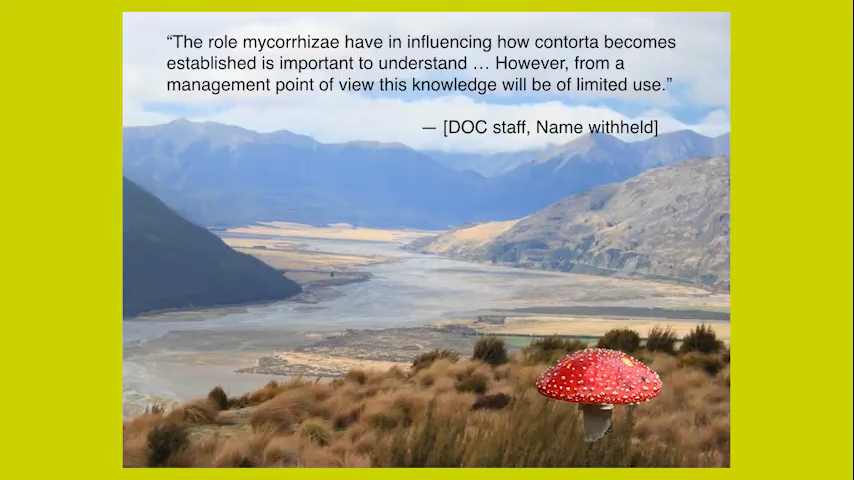 “The role mycorrhizae have in influencing how contorta becomes
established is important to understand … However, from a
management point of view this knowledge will be of limited use.”
— [DOC staff, Name withheld]